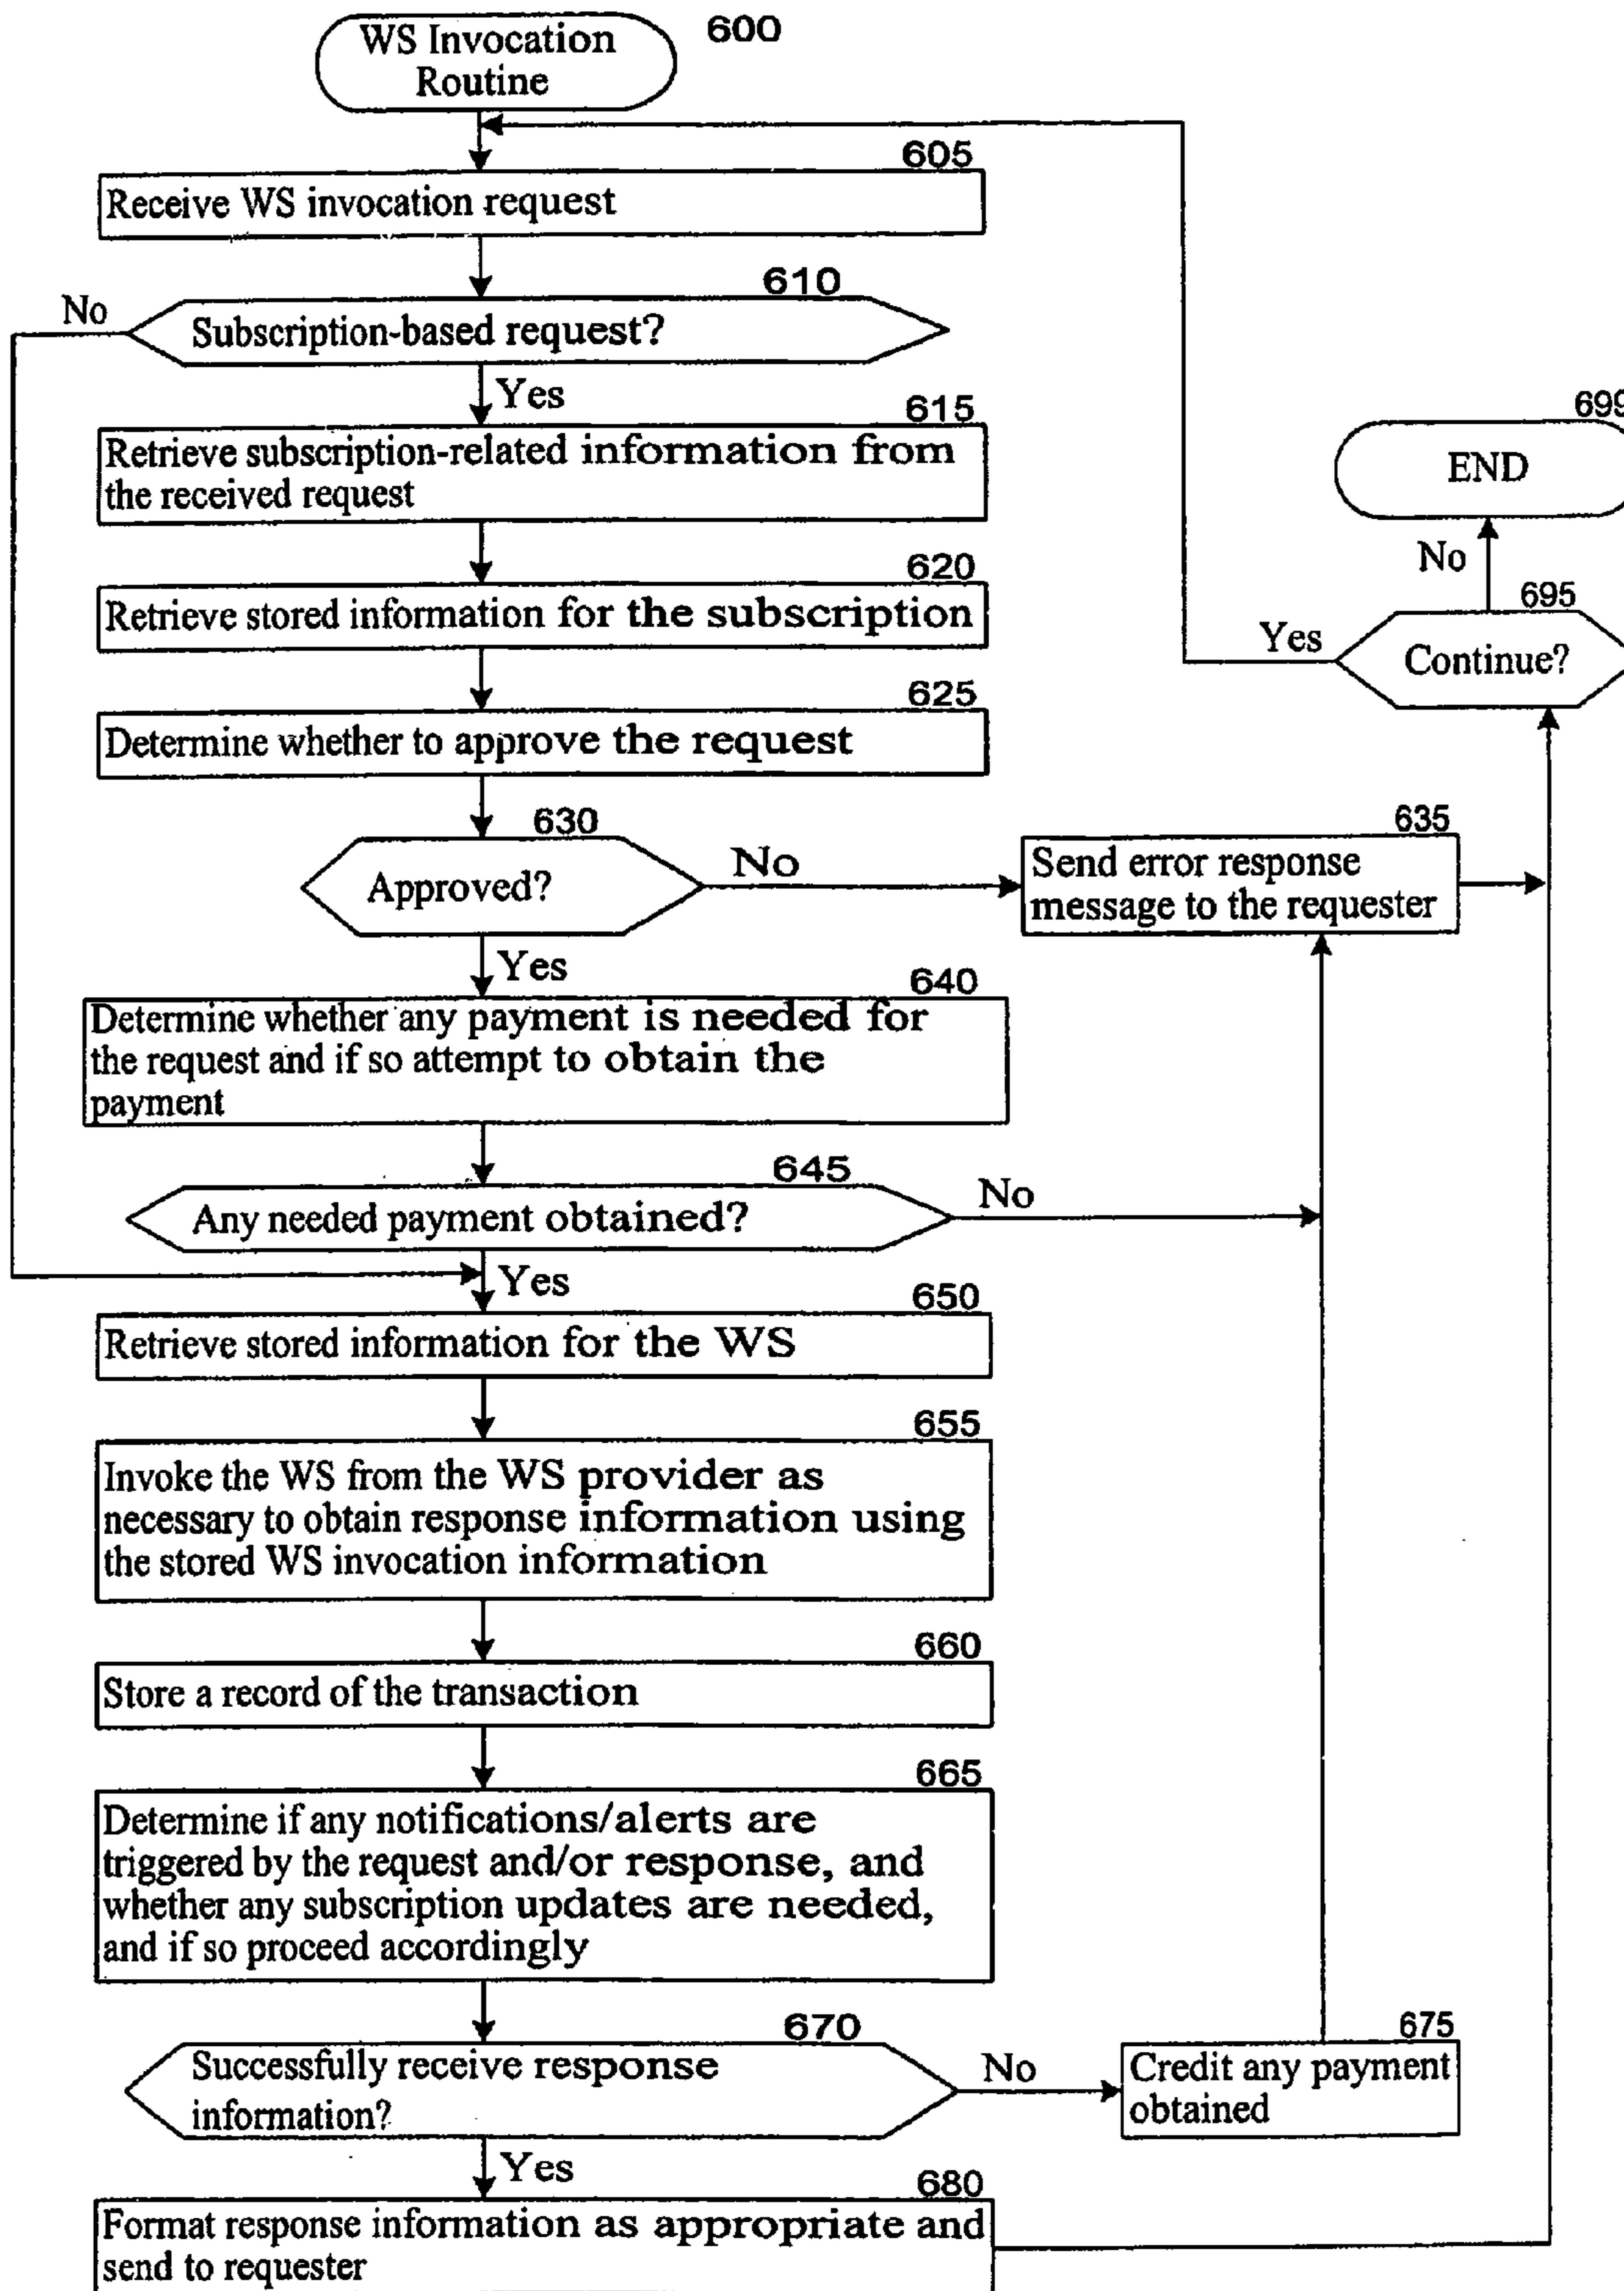 WS Invocation
Routine
600
605
Receive WS invocation request
610
No
Subscription-based request?
Yes
615
Retrieve subscription-related information from
the received request
699
END
No
620
Retrieve stored information for the subscription
695
Yes
Continue?
625
Determine whether to approve the request
630
Approved?
No
635
Send error response
message to the requester
Yes
640
Determine whether any payment is needed for
the request and if so attempt to obtain the
payment
645
Any needed payment obtained?
No
Yes
650
Retrieve stored information for the WS
655
Invoke the WS from the WS provider as
necessary to obtain response information using
the stored WS invocation information
660
Store a record of the transaction
665
Determine if any notifications/alerts are
triggered by the request and/or response, and
whether any subscription updates are needed,
and if so proceed accordingly
670
Successfully receive response
information?
No
675
Credit any payment
obtained
Yes
680
Format response information as appropriate and
send to requester